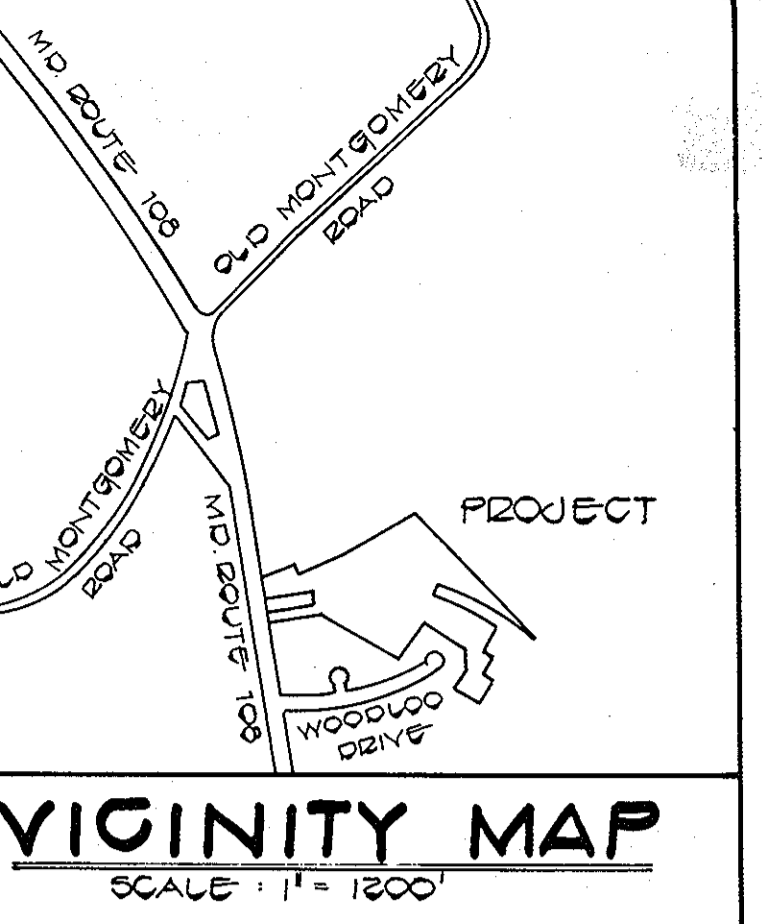 MD. ROUTE 108
OLD MONTGOMERY
ROAD
LD MONTGOMERY
ROAD
PROJECT
MD. ROUTE 108
WOODLOO
DRIVE
VICINITY MAP
SCALE : 1" = 1200'